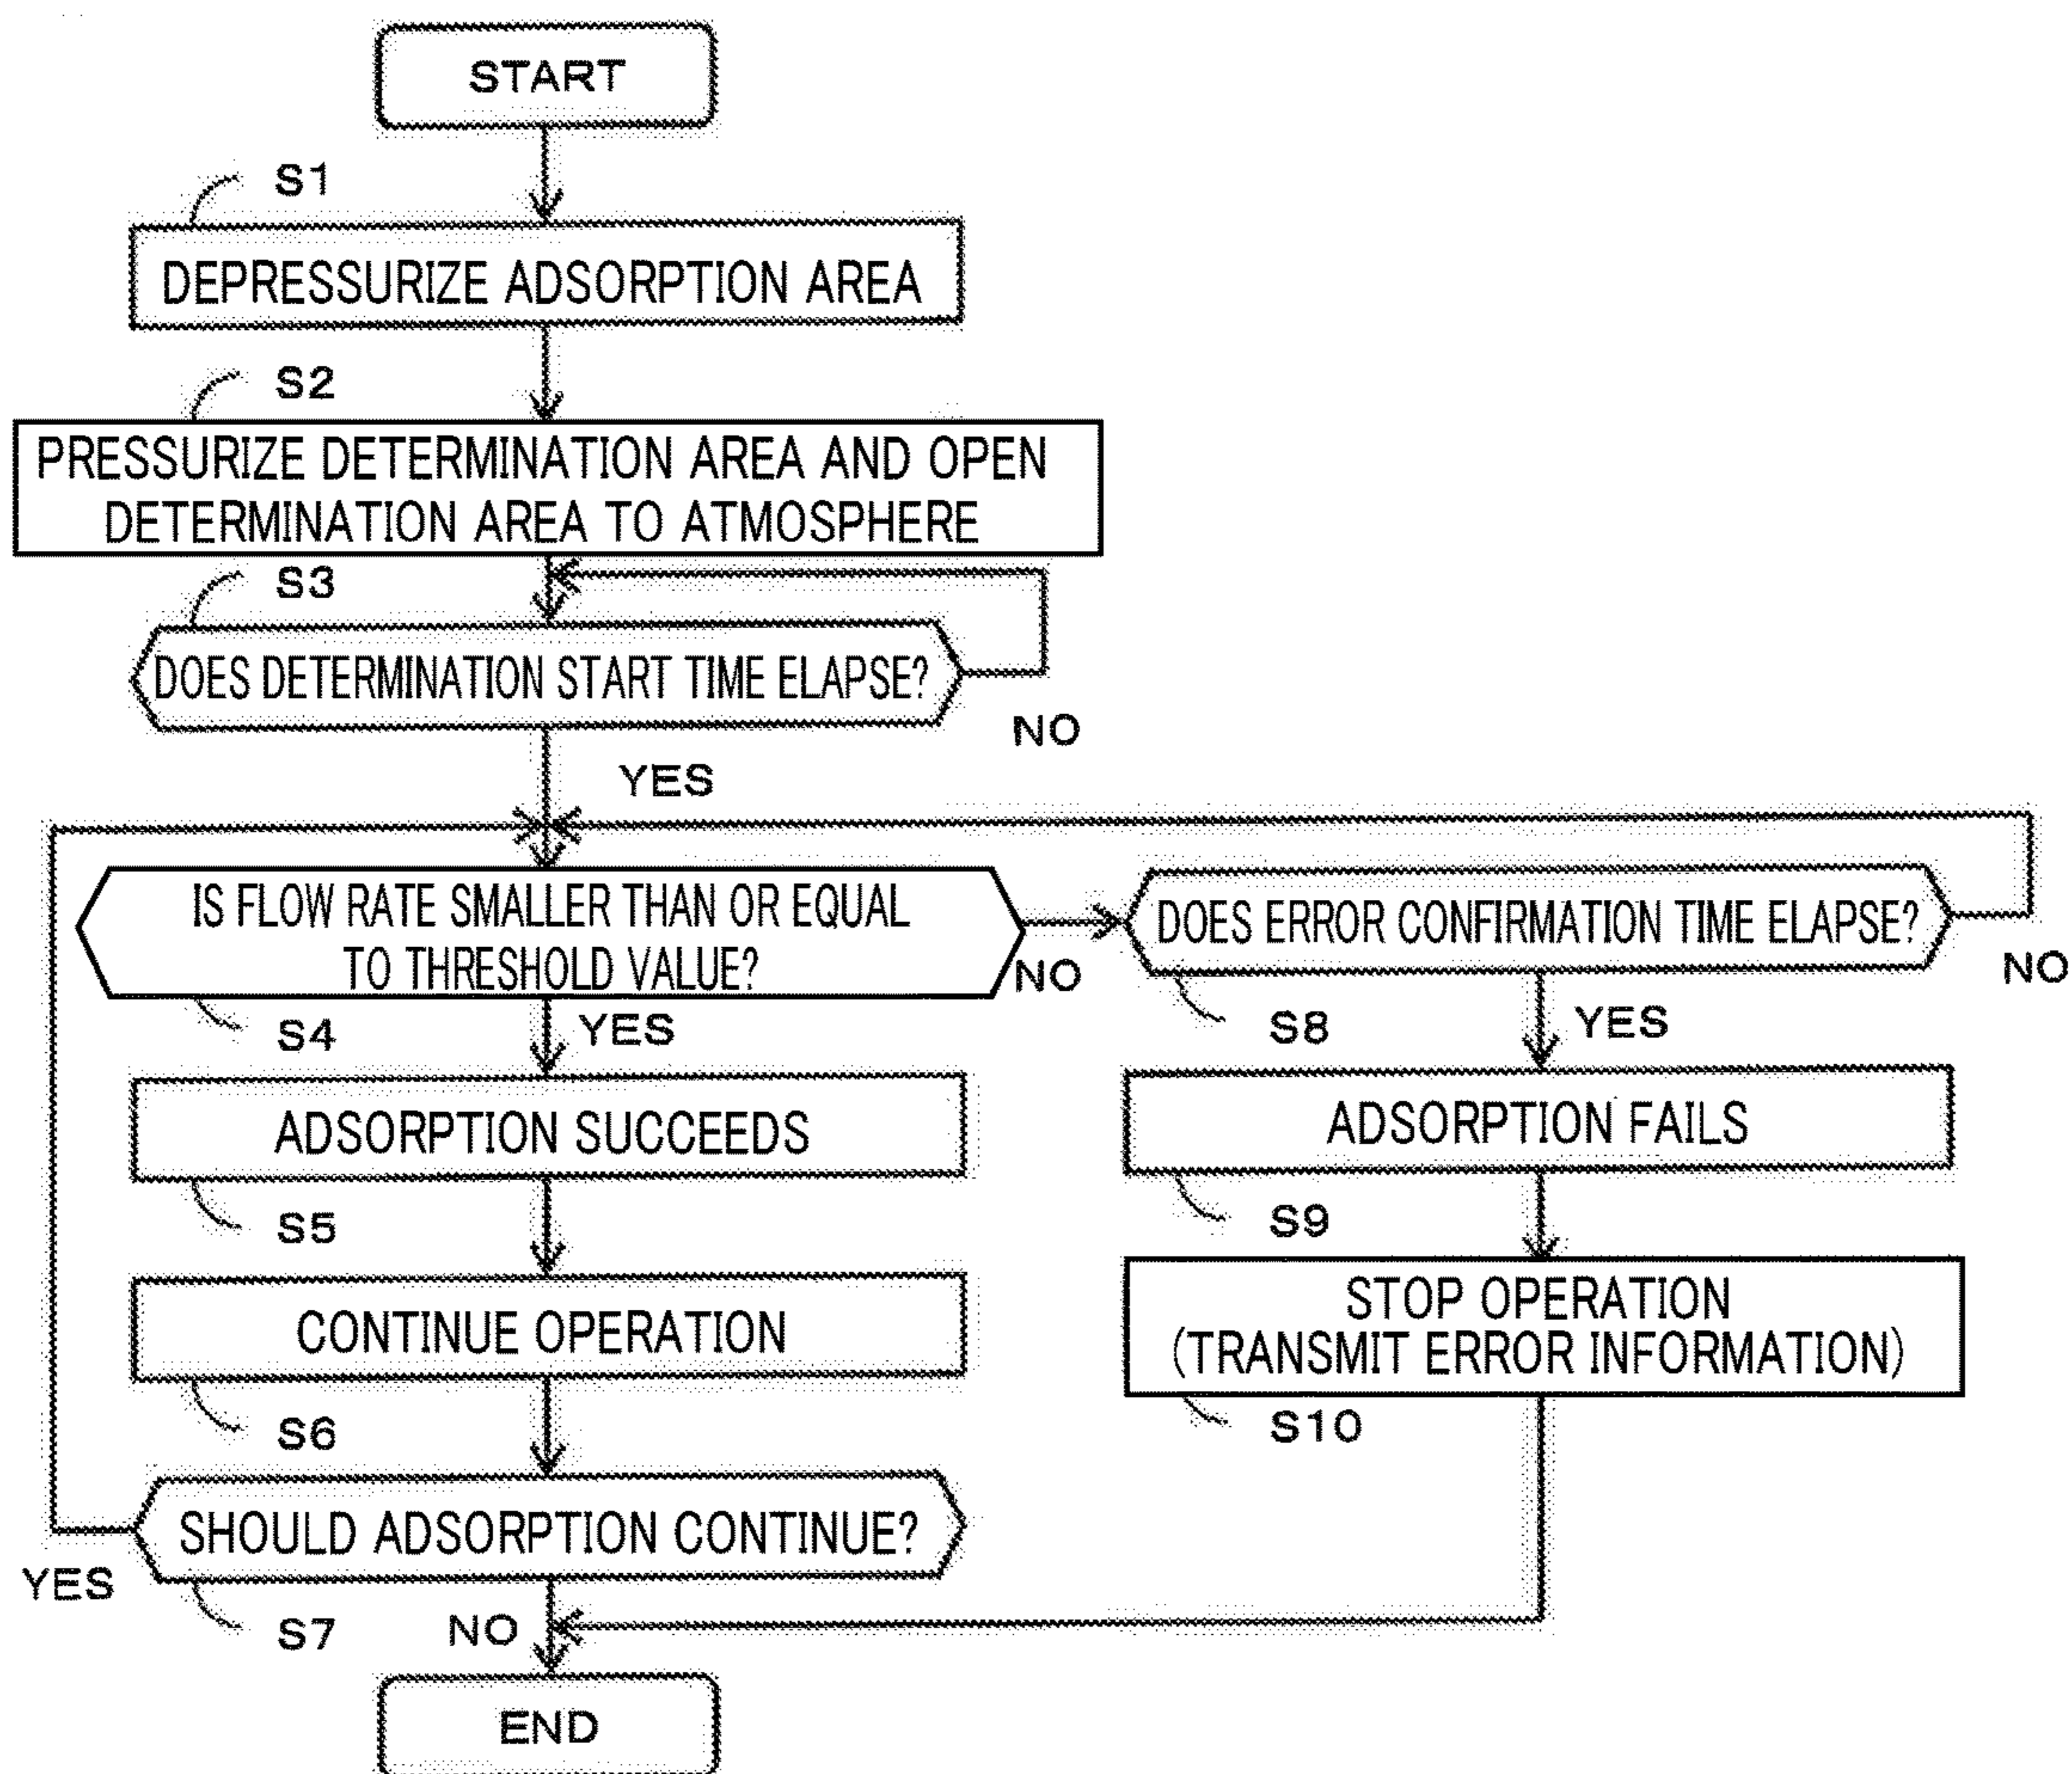 START
S1
DEPRESSURIZE ADSORPTION AREA
S2
PRESSURIZE DETERMINATION AREA AND OPEN
DETERMINATION AREA TO ATMOSPHERE
S3
DOES DETERMINATION START TIME ELAPSE?
NO
YES
IS FLOW RATE SMALLER THAN OR EQUAL
TO THRESHOLD VALUE?
NO
S4
YES
DOES ERROR CONFIRMATION TIME ELAPSE?
NO
S8
YES
ADSORPTION SUCCEEDS
S5
ADSORPTION FAILS
S9
CONTINUE OPERATION
S6
STOP OPERATION
(TRANSMIT ERROR INFORMATION)
S10
SHOULD ADSORPTION CONTINUE?
YES
S7
NO
END